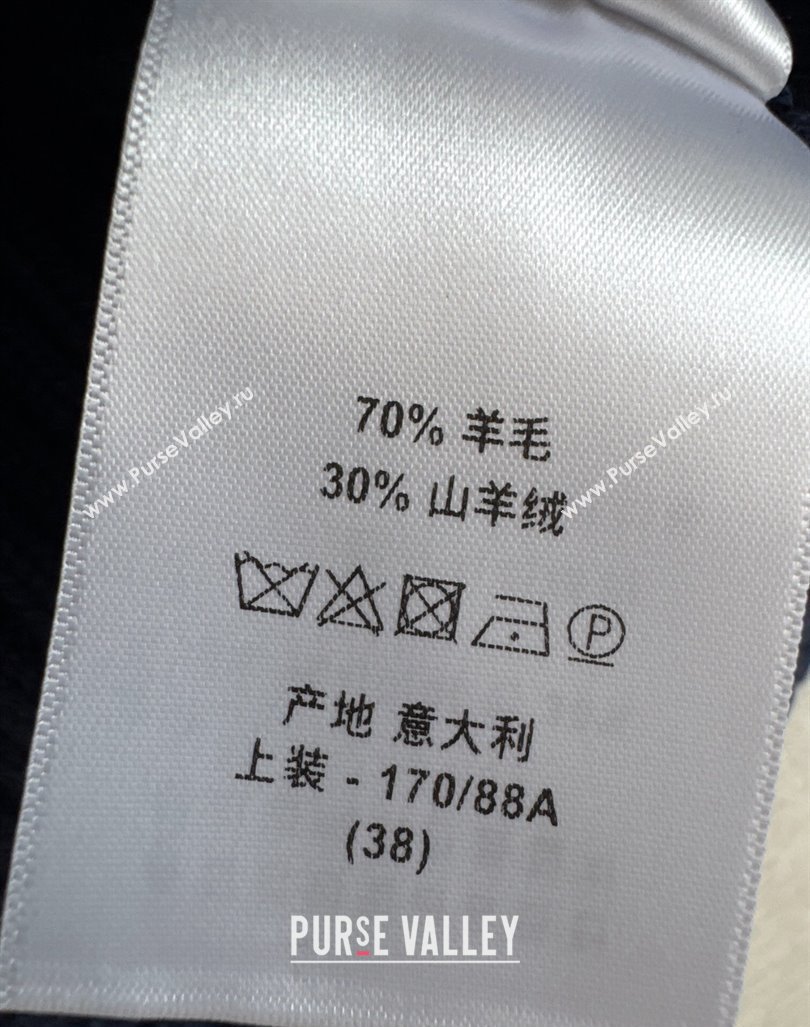 70% 羊毛
30% 山羊绒
P
产地 意大利
上装 - 170/88A
(38)
www.PurseValley.ru
www.PurseValley.ru
PURSE VALLEY